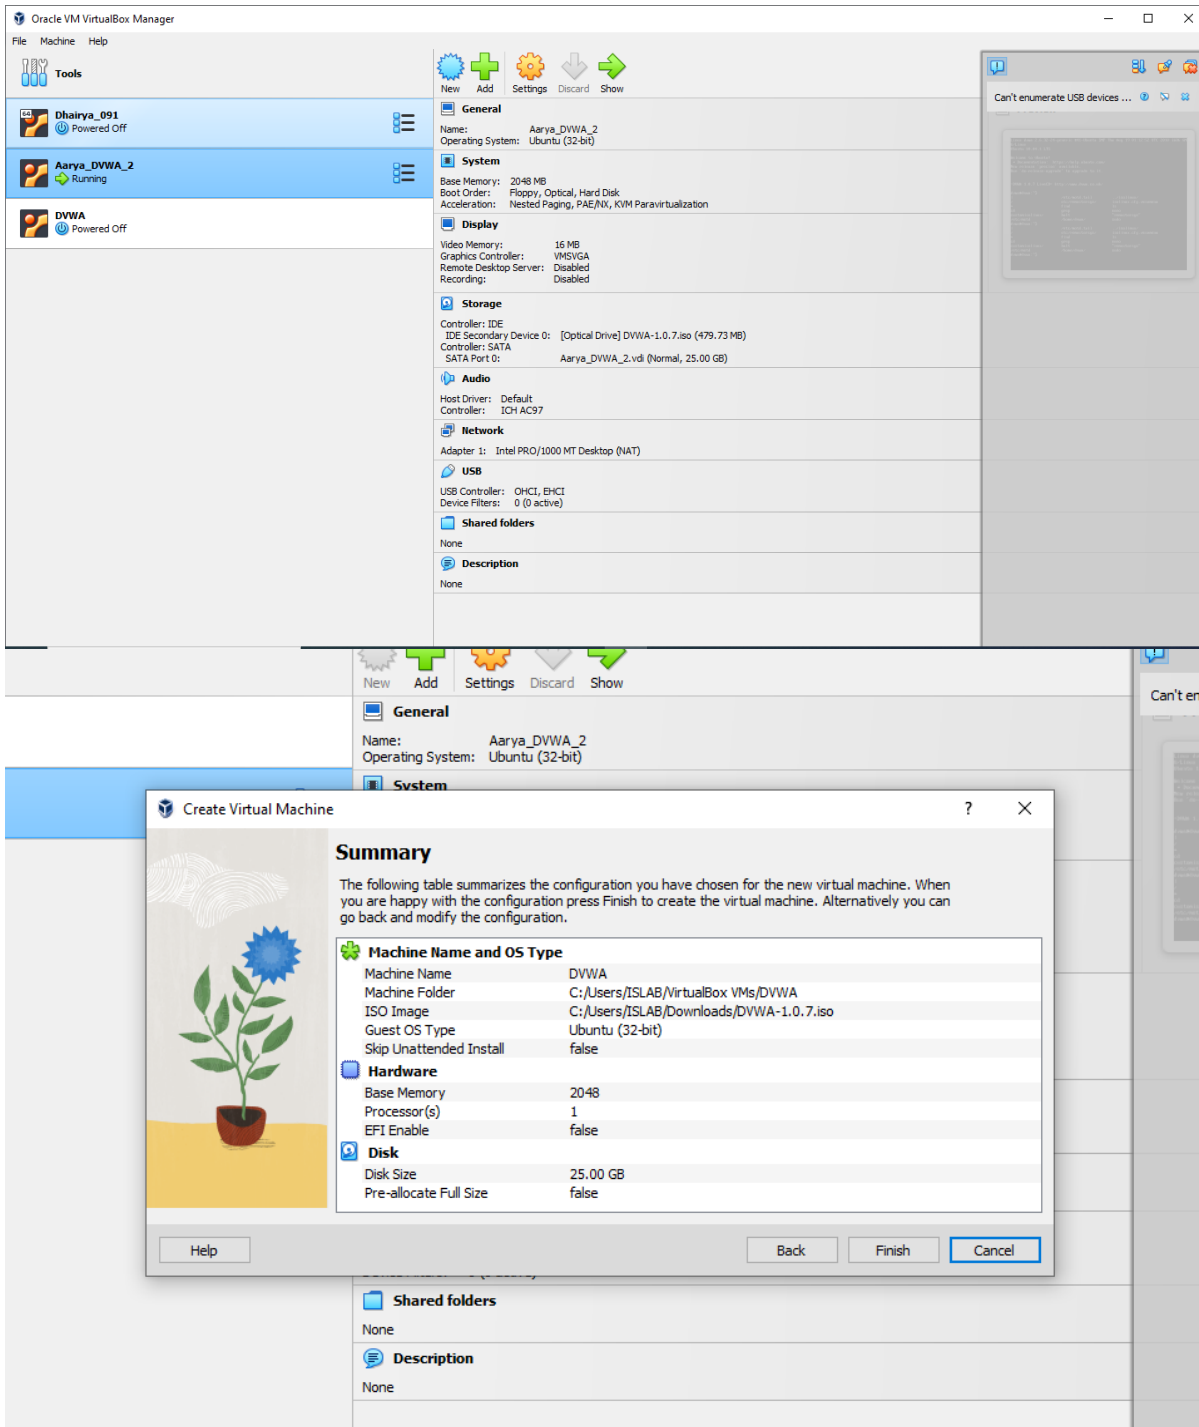 Oracle VM VirtualBox Manager
File Machine Help
Tools
New Add Settings Discard Show
Dhairya_091
Powered Off
Aarya_DVWA_2
Running
DVWA
Powered Off
General
Name: Aarya_DVWA_2
Operating System: Ubuntu (32-bit)
System
Base Memory: 2048 MB
Boot Order: Floppy, Optical, Hard Disk
Acceleration: Nested Paging, PAE/NX, KVM Paravirtualization
Display
Video Memory: 16 MB
Graphics Controller: VMSVGA
Remote Desktop Server: Disabled
Recording: Disabled
Storage
Controller: IDE
IDE Secondary Device 0: [Optical Drive] DVWA-1.0.7.iso (479.73 MB)
Controller: SATA
SATA Port 0: Aarya_DVWA_2.vdi (Normal, 25.00 GB)
Audio
Host Driver: Default
Controller: ICH AC97
Network
Adapter 1: Intel PRO/1000 MT Desktop (NAT)
USB
USB Controller: OHCI, EHCI
Device Filters: 0 (0 active)
Shared folders
None
Description
None
Can't enumerate USB devices ...
New Add Settings Discard Show
Can't en
General
Name: Aarya_DVWA_2
Operating System: Ubuntu (32-bit)
System
Create Virtual Machine ?
Summary
The following table summarizes the configuration you have chosen for the new virtual machine. When
you are happy with the configuration press Finish to create the virtual machine. Alternatively you can
go back and modify the configuration.
Machine Name and OS Type
Machine Name DVWA
Machine Folder C:/Users/ISLAB/VirtualBox VMs/DVWA
ISO Image C:/Users/ISLAB/Downloads/DVWA-1.0.7.iso
Guest OS Type Ubuntu (32-bit)
Skip Unattended Install false
Hardware
Base Memory 2048
Processor(s) 1
EFI Enable false
Disk
Disk Size 25.00 GB
Pre-allocate Full Size false
Help Back Finish Cancel
Shared folders
None
Description
None